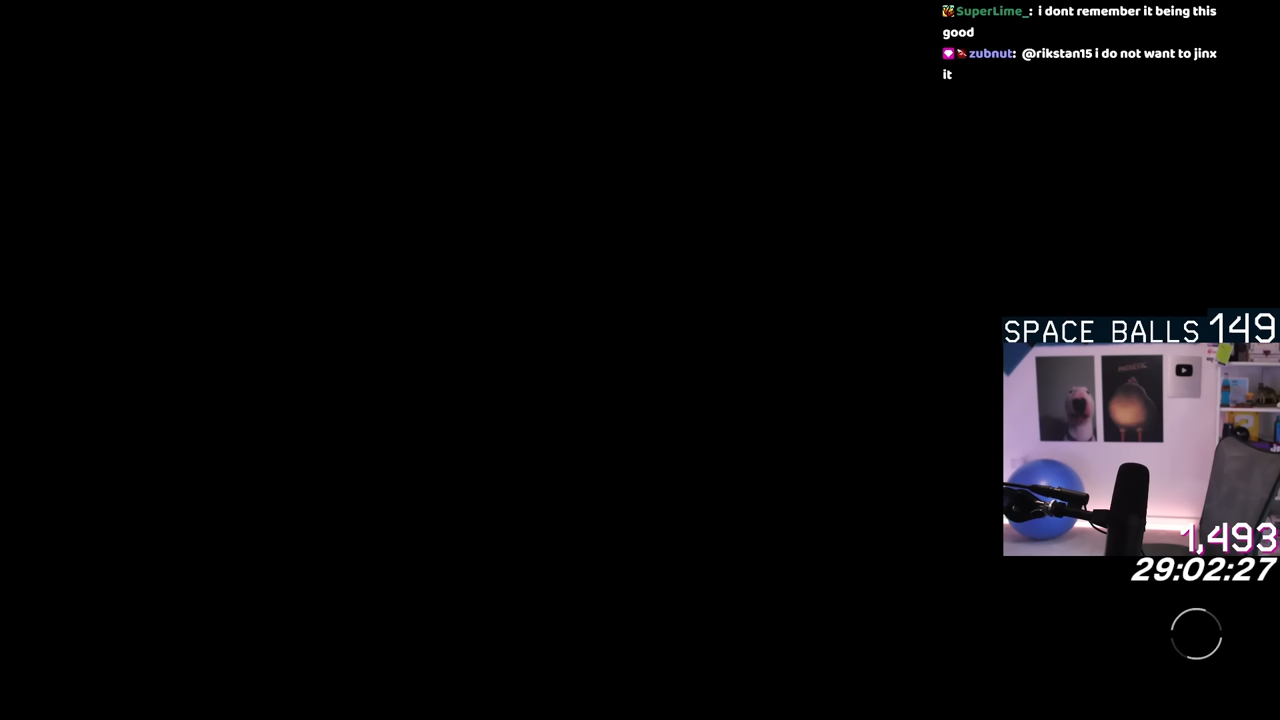 SuperLime_: i dont remember it being this
good
zubnut: @rikstan15 i do not want to jinx
it
SPACE BALLS 149
1,493
29:02:27